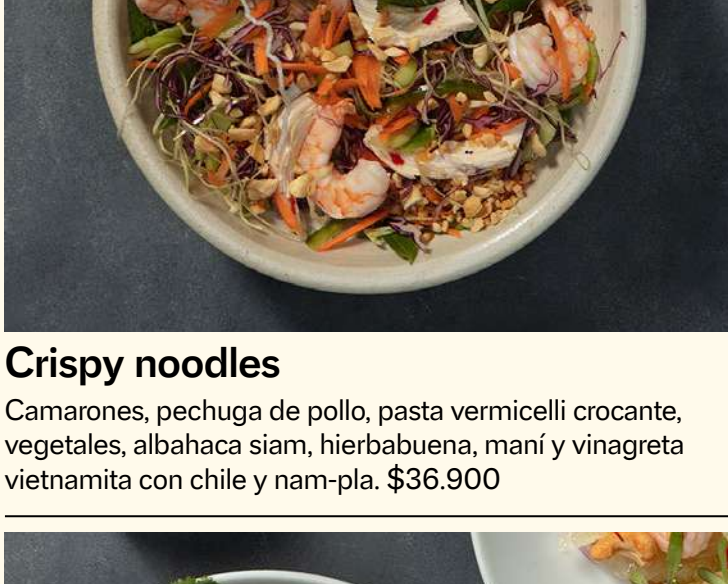 Crispy noodles
Camarones, pechuga de pollo, pasta vermicelli crocante,
vegetales, albahaca siam, hierbabuena, maní y vinagreta
vietnamita con chile y nam-pla. $36.900